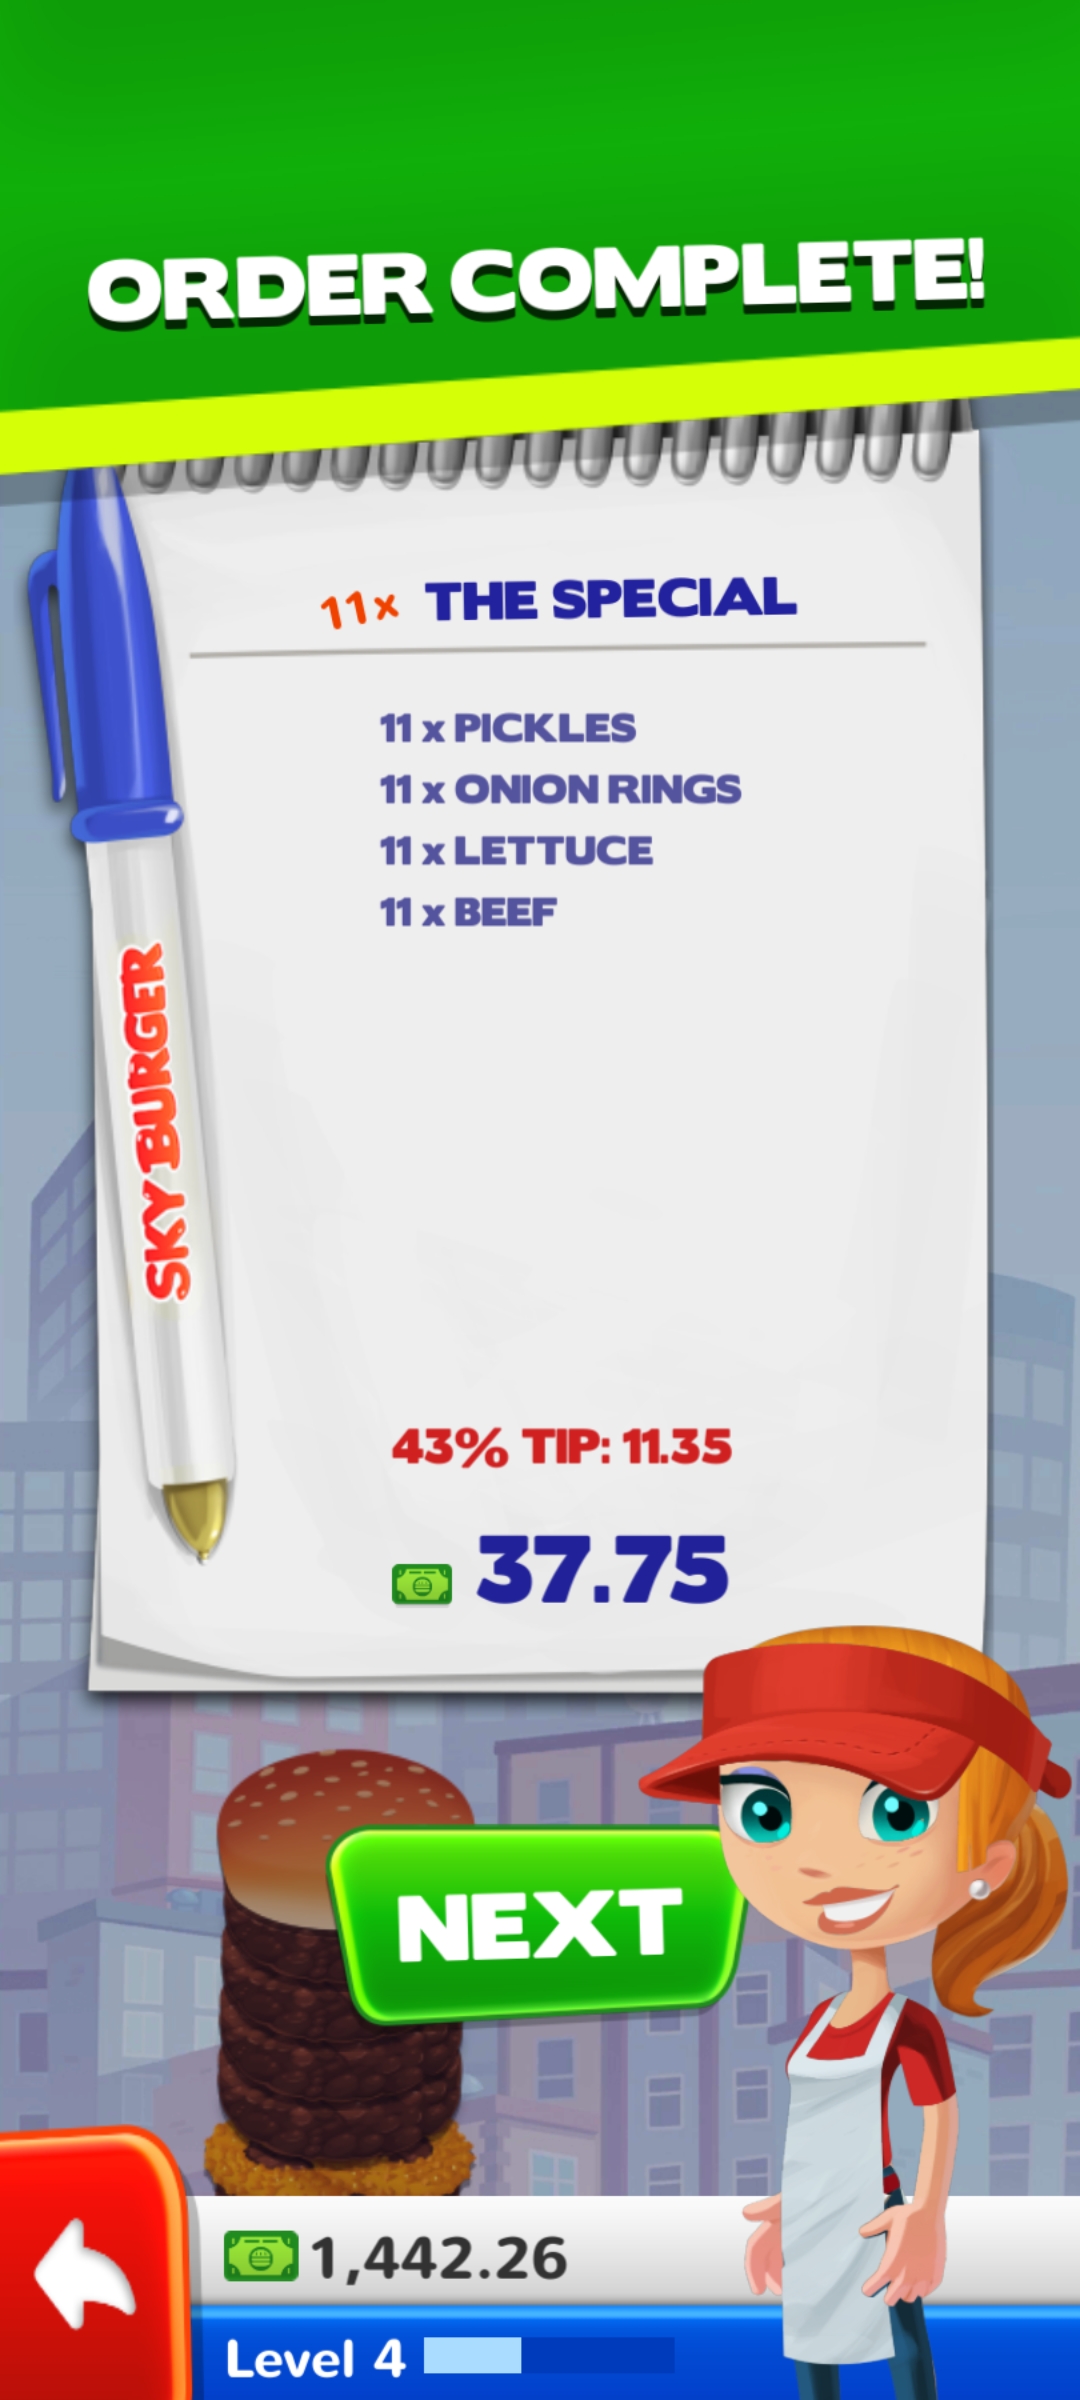 ORDER COMPLETE!
11x THE SPECIAL
11 x PICKLES
11 x ONION RINGS
11 x LETTUCE
11 x BEEF
SKY BURGER
43% TIP: 11.35
37.75
NEXT
1,442.26
Level 4